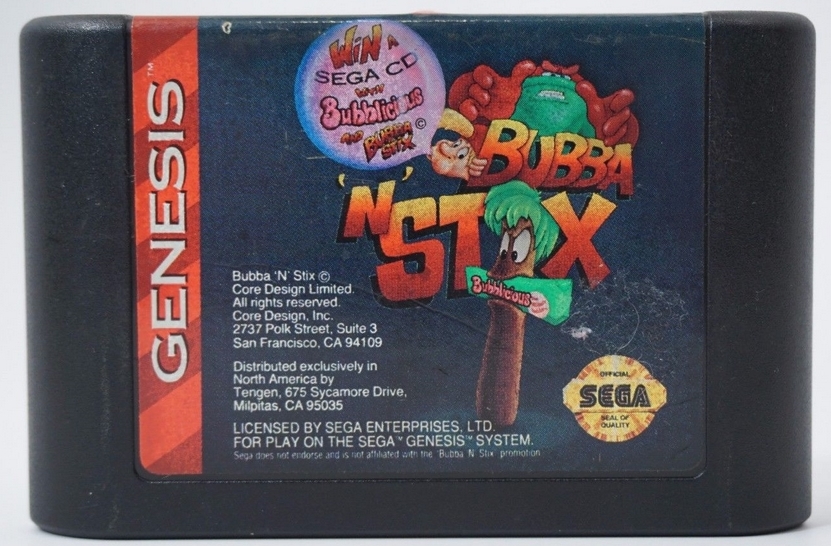 GENESIS™
WIN A
SEGA CD
WITH
Bubblicious
AND BUBBA
STIX
©
BUBBA
'N' STIX
Bubblicious
Bubba 'N' Stix ©
Core Design Limited.
All rights reserved.
Core Design, Inc.
2737 Polk Street, Suite 3
San Francisco, CA 94109
Distributed exclusively in
North America by
Tengen, 675 Sycamore Drive,
Milpitas, CA 95035
LICENSED BY SEGA ENTERPRISES, LTD.
FOR PLAY ON THE SEGA™ GENESIS™ SYSTEM.
Sega does not endorse and is not affiliated with the "Bubba 'N' Stix" promotion
OFFICIAL
SEGA
SEAL OF
QUALITY